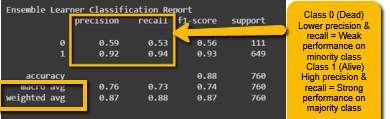 Ensemble Learner Classification Report
precision recall f1-score support
0 0.59 0.53 0.56 111
1 0.92 0.94 0.93 649
accuracy 0.88 760
macro avg 0.76 0.73 0.74 760
weighted avg 0.87 0.88 0.87 760
Class 0 (Dead)
Lower precision &
recall = Weak
performance on
minority class
Class 1 (Alive)
High precision &
recall = Strong
performance on
majority class